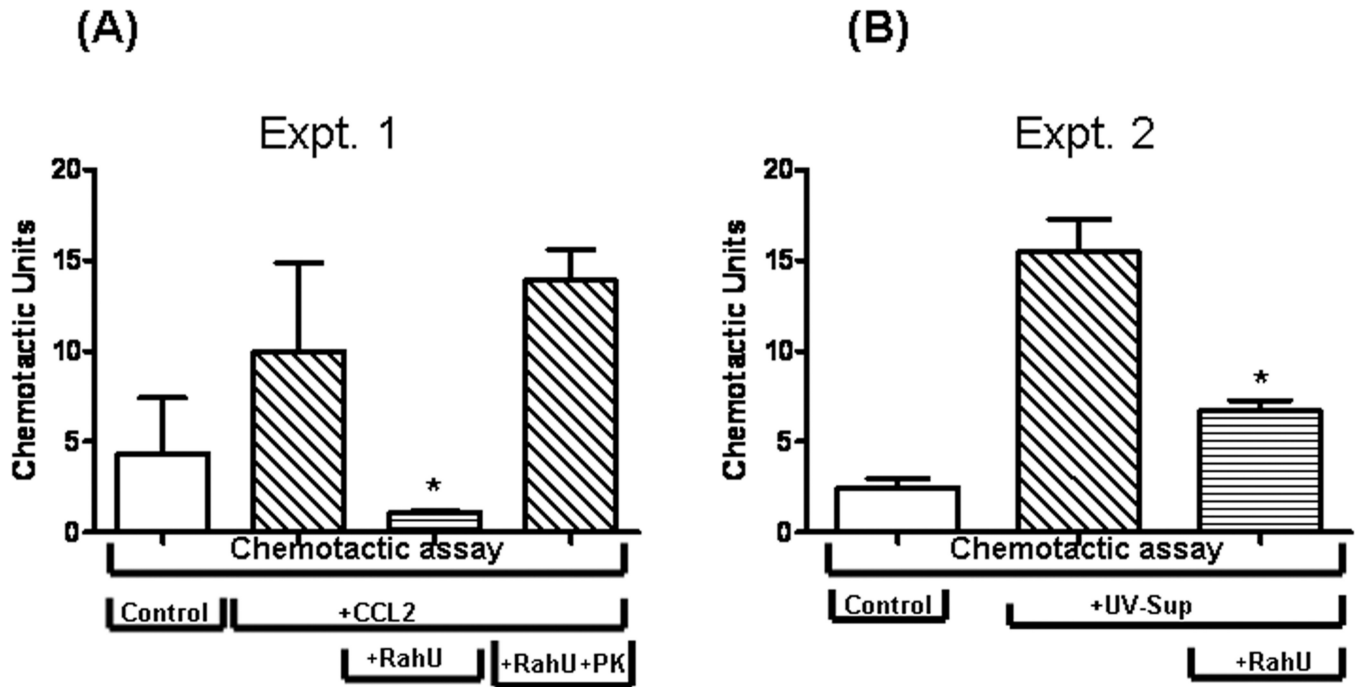 (A)
Expt. 1
Chemotactic Units
20
15
10
5
0
*
Chemotactic assay
Control
+CCL2
+RahU
+RahU+PK
(B)
Expt. 2
Chemotactic Units
20
15
10
5
0
*
Chemotactic assay
Control
+UV-Sup
+RahU